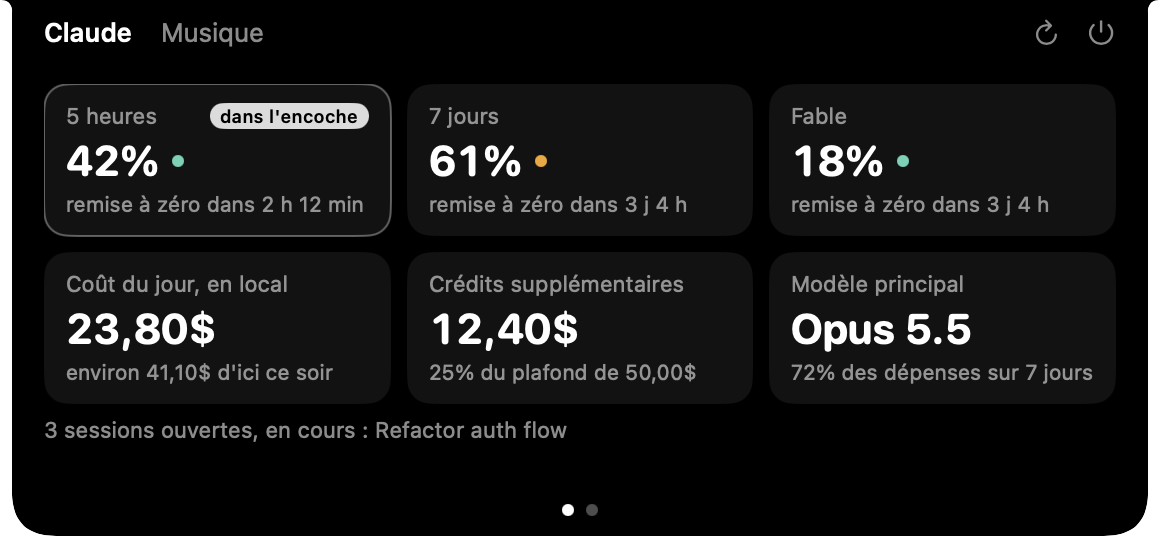 Claude Musique
5 heures dans l'encoche
42%
remise à zéro dans 2 h 12 min
7 jours
61%
remise à zéro dans 3 j 4 h
Fable
18%
remise à zéro dans 3 j 4 h
Coût du jour, en local
23,80$
environ 41,10$ d'ici ce soir
Crédits supplémentaires
12,40$
25% du plafond de 50,00$
Modèle principal
Opus 5.5
72% des dépenses sur 7 jours
3 sessions ouvertes, en cours : Refactor auth flow